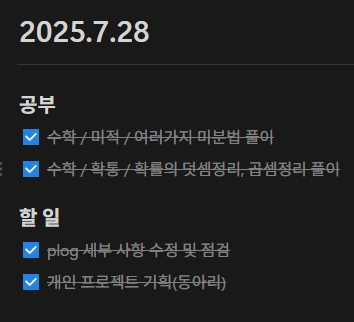 2025.7.28
공부
수학 / 미적 / 여러가지 미분법 풀이
수학 / 확통 / 확률의 덧셈정리, 곱셈정리 풀이
할 일
plog 세부 사항 수정 및 점검
개인 프로젝트 기획(동아리)